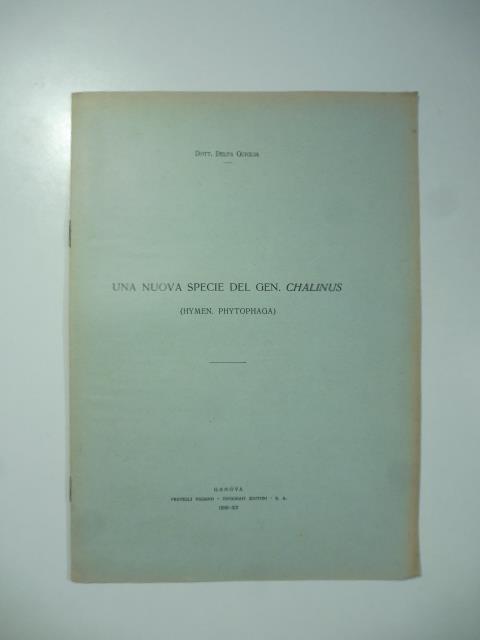 Dott. Delfa Guiglia
UNA NUOVA SPECIE DEL GEN. CHALINUS
(HYMEN. PHYTOPHAGA)
GENOVA
FRATELLI PAGANO - TIPOGRAFI EDITORI - S. A.